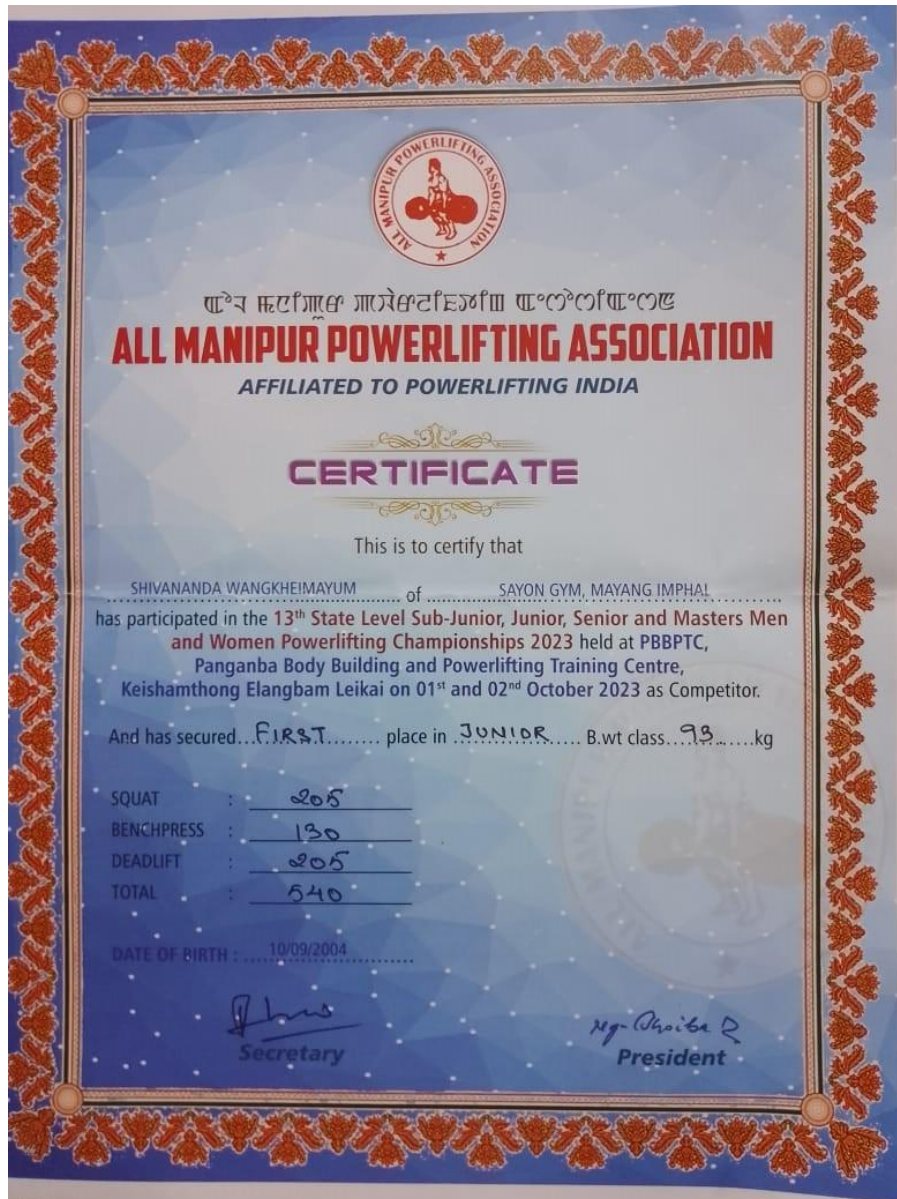 ALL MANIPUR POWERLIFTING ASSOCIATION
ALL MANIPUR POWERLIFTING ASSOCIATION
AFFILIATED TO POWERLIFTING INDIA
CERTIFICATE
This is to certify that
SHIVANANDA WANGKHEIMAYUM of SAYON GYM, MAYANG IMPHAL
has participated in the 13th State Level Sub-Junior, Junior, Senior and Masters Men
and Women Powerlifting Championships 2023 held at PBBPTC,
Panganba Body Building and Powerlifting Training Centre,
Keishamthong Elangbam Leikai on 01st and 02nd October 2023 as Competitor.
And has secured...FIRST........ place in .JUNIOR..... B.wt class...93......kg
SQUAT : 205
BENCHPRESS : 130
DEADLIFT : 205
TOTAL : 540
DATE OF BIRTH : 10/09/2004
Secretary
President